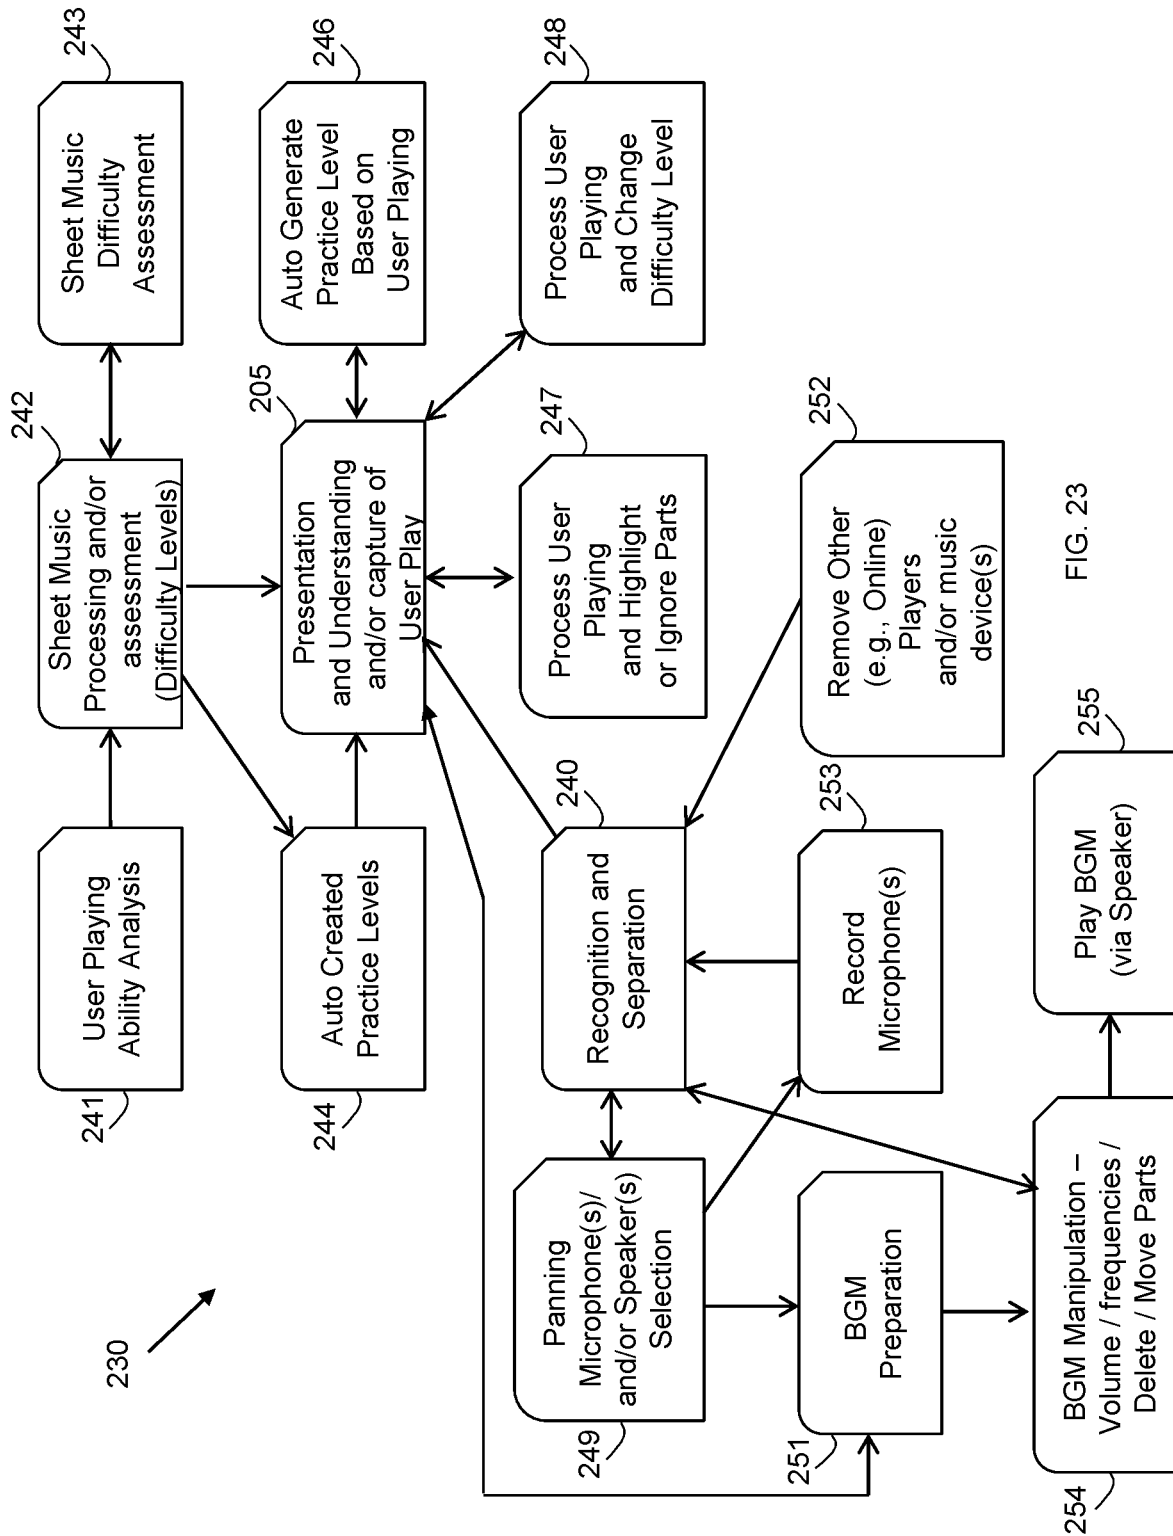 230
241
User Playing
Ability Analysis
242
Sheet Music
Processing and/or
assessment
(Difficulty Levels)
243
Sheet Music
Difficulty
Assessment
244
Auto Created
Practice Levels
205
Presentation
and Understanding
and/or capture of
User Play
246
Auto Generate
Practice Level
Based on
User Playing
249
Panning
Microphone(s)/
and/or Speaker(s)
Selection
240
Recognition and
Separation
247
Process User
Playing
and Highlight
or Ignore Parts
248
Process User
Playing
and Change
Difficulty Level
251
BGM
Preparation
253
Record
Microphone(s)
252
Remove Other
(e.g., Online)
Players
and/or music
device(s)
254
BGM Manipulation –
Volume / frequencies /
Delete / Move Parts
255
Play BGM
(via Speaker)
FIG. 23